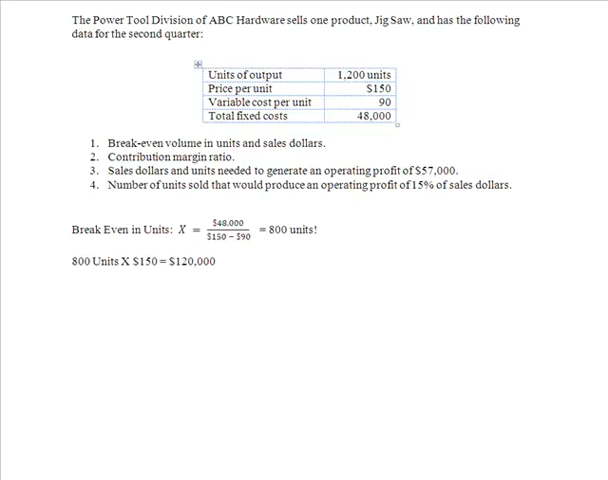 The Power Tool Division of ABC Hardware sells one product, Jig Saw, and has the following
data for the second quarter:
Units of output 1,200 units
Price per unit $150
Variable cost per unit 90
Total fixed costs 48,000
1. Break-even volume in units and sales dollars.
2. Contribution margin ratio.
3. Sales dollars and units needed to generate an operating profit of $57,000.
4. Number of units sold that would produce an operating profit of 15% of sales dollars.
Break Even in Units: X = $48.000 / $150 − $90 = 800 units!
800 Units X $150 = $120,000